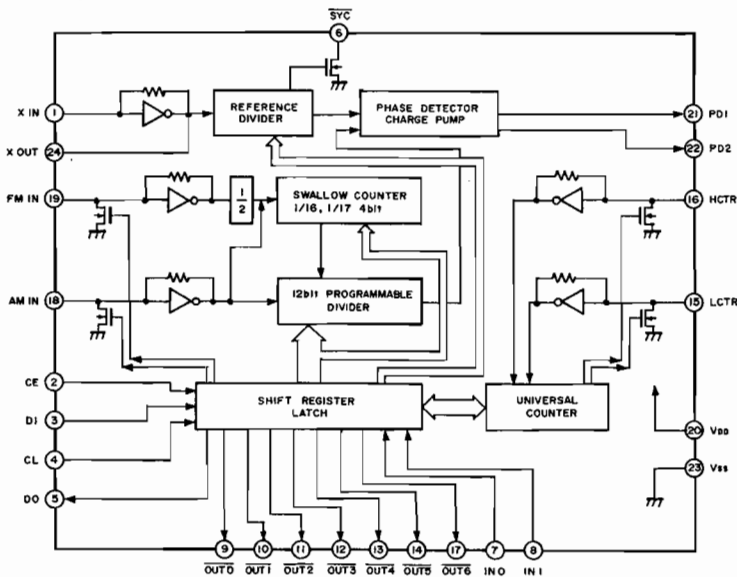 SYC
6
X IN 1
REFERENCE
DIVIDER
PHASE DETECTOR
CHARGE PUMP
21 PD1
X OUT 24
22 PD2
FM IN 19
1
2
SWALLOW COUNTER
1/16, 1/17 4bit
16 HCTR
AM IN 18
12bit PROGRAMMABLE
DIVIDER
15 LCTR
CE 2
DI 3
SHIFT REGISTER
LATCH
UNIVERSAL
COUNTER
20 VDD
CL 4
23 VSS
DO 5
9 10 11 12 13 14 17 7 8
OUT0 OUT1 OUT2 OUT3 OUT4 OUT5 OUT6 IN0 IN1